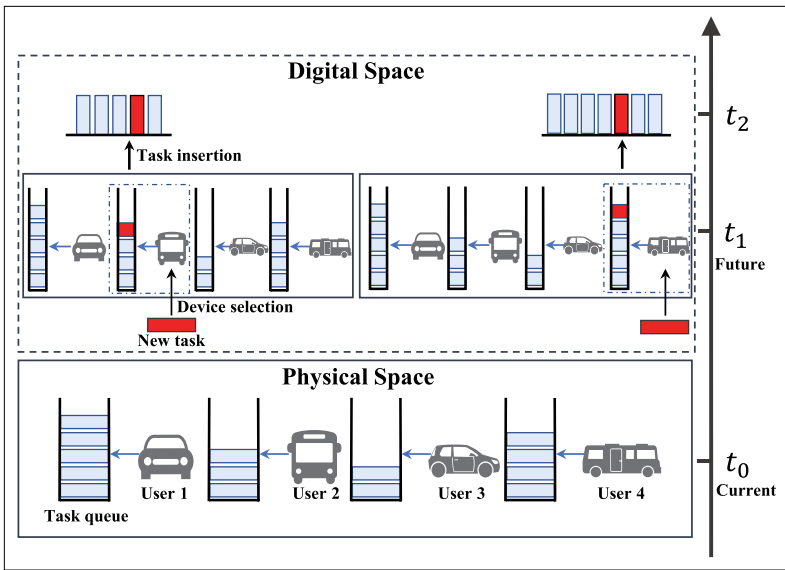 Digital Space
t2
Task insertion
t1
Future
Device selection
New task
Physical Space
t0
Current
User 1
User 2
User 3
User 4
Task queue